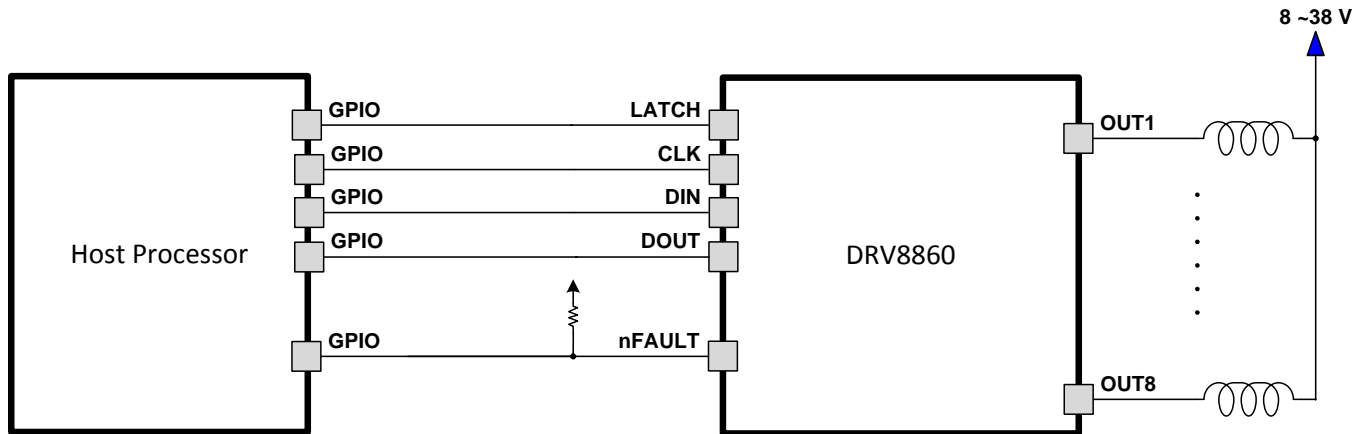 8 ~38 V
GPIO LATCH
OUT1
GPIO CLK
GPIO DIN
GPIO DOUT
Host Processor
DRV8860
GPIO nFAULT
OUT8